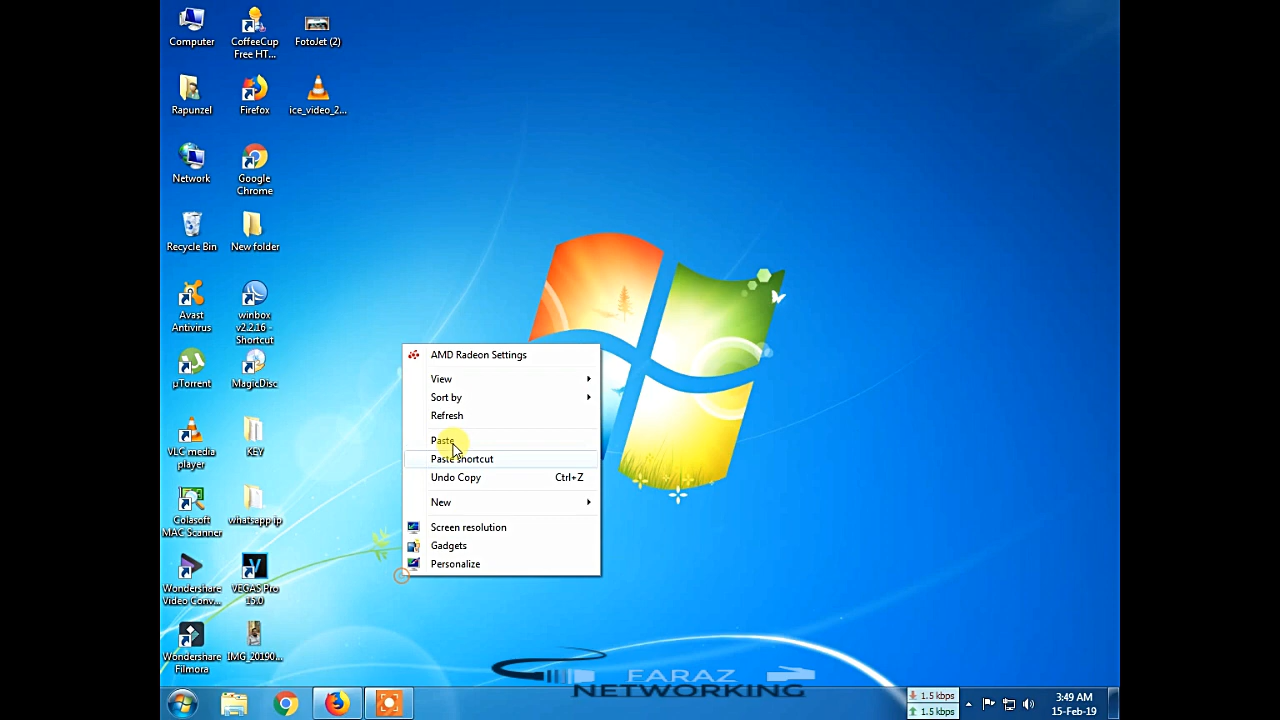 Computer
CoffeeCup
Free HT...
FotoJet (2)
Rapunzel
Firefox
ice_video_2...
Network
Google
Chrome
Recycle Bin
New folder
Avast
Antivirus
winbox
v2.2.16 -
Shortcut
µTorrent
MagicDisc
VLC media
player
KEY
Colasoft
MAC Scanner
whatsapp ip
Wondershare
Video Conv...
VEGAS Pro
15.0
Wondershare
Filmora
IMG_20190...
AMD Radeon Settings
View
Sort by
Refresh
Paste
Paste shortcut
Undo Copy Ctrl+Z
New
Screen resolution
Gadgets
Personalize
FARAZ
NETWORKING
1.5 kbps
1.5 kbps
3:49 AM
15-Feb-19